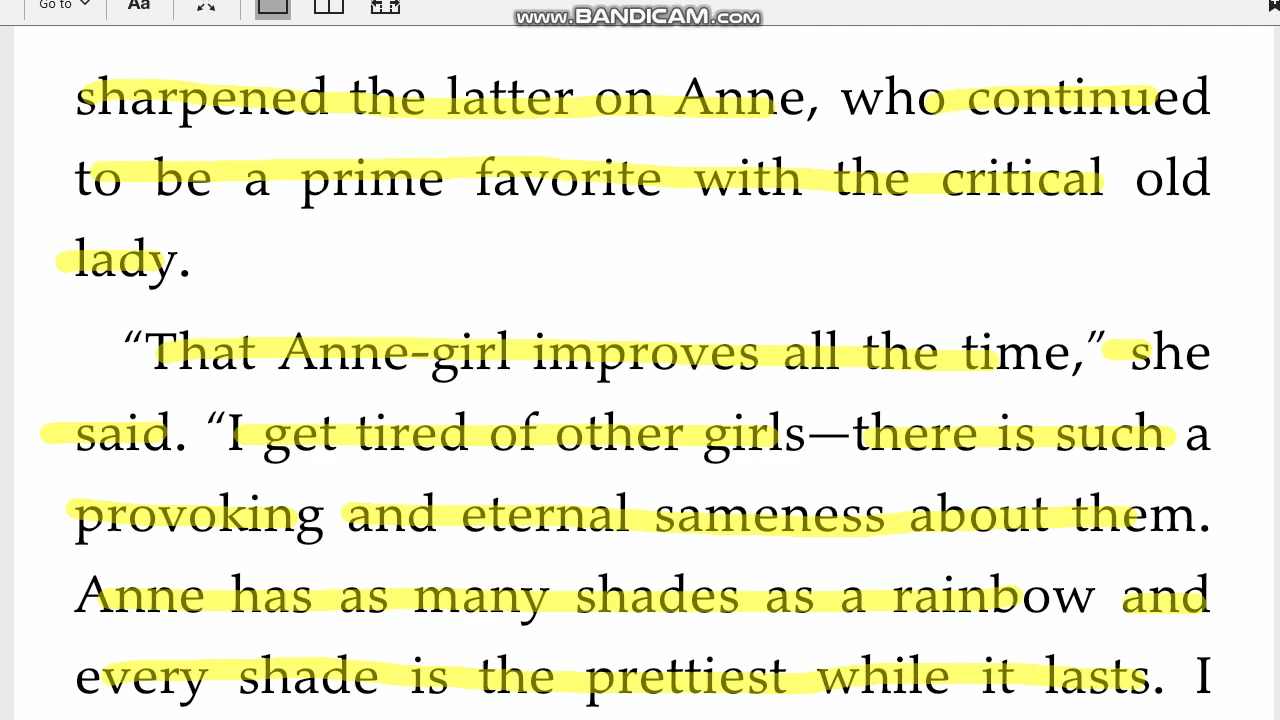 Go to Aa
www.BANDICAM.com
sharpened the latter on Anne, who continued
to be a prime favorite with the critical old
lady.
“That Anne-girl improves all the time,” she
said. “I get tired of other girls—there is such a
provoking and eternal sameness about them.
Anne has as many shades as a rainbow and
every shade is the prettiest while it lasts. I